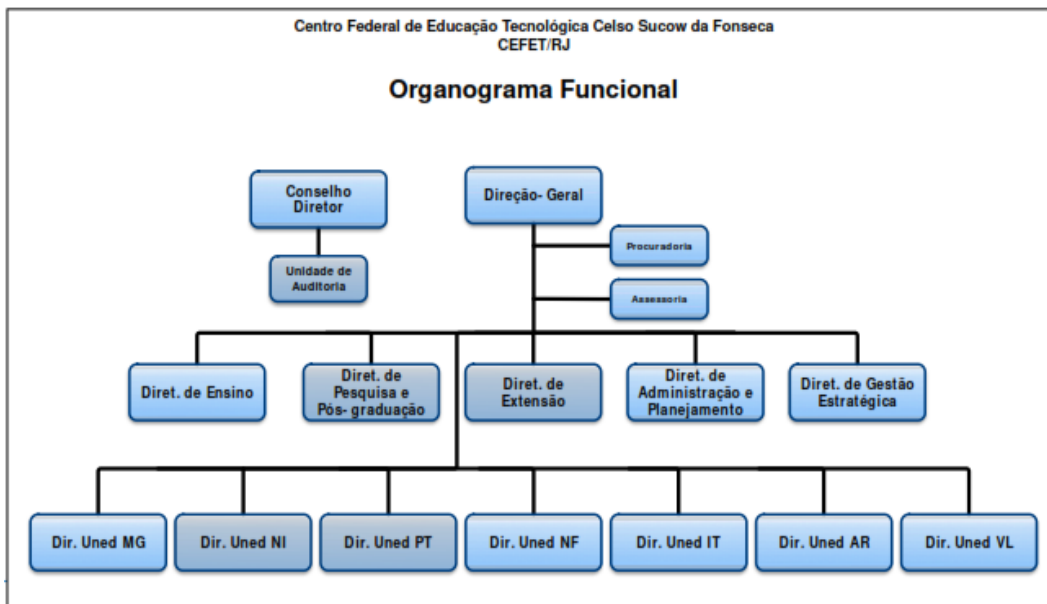 Centro Federal de Educação Tecnológica Celso Sucow da Fonseca
CEFET/RJ
Organograma Funcional
Conselho
Diretor
Direção- Geral
Procuradoria
Unidade de
Auditoria
Assessoria
Diret. de Ensino
Diret. de
Pesquisa e
Pós- graduação
Diret. de
Extensão
Diret. de
Administração e
Planejamento
Diret. de Gestão
Estratégica
Dir. Uned MG
Dir. Uned NI
Dir. Uned PT
Dir. Uned NF
Dir. Uned IT
Dir. Uned AR
Dir. Uned VL